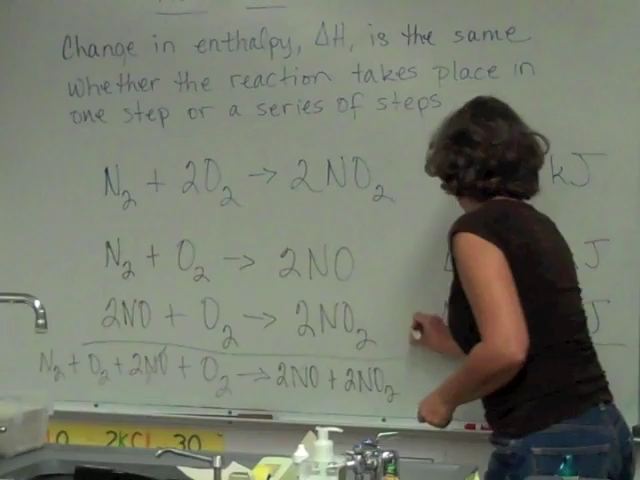 Change in enthalpy, ΔH, is the same
whether the reaction takes place in
one step or a series of steps
N₂ + 2O₂ → 2NO₂ kJ
N₂ + O₂ → 2NO J
2NO + O₂ → 2NO₂ J
N₂ + O₂ + 2NO + O₂ → 2NO + 2NO₂
2KCl 30